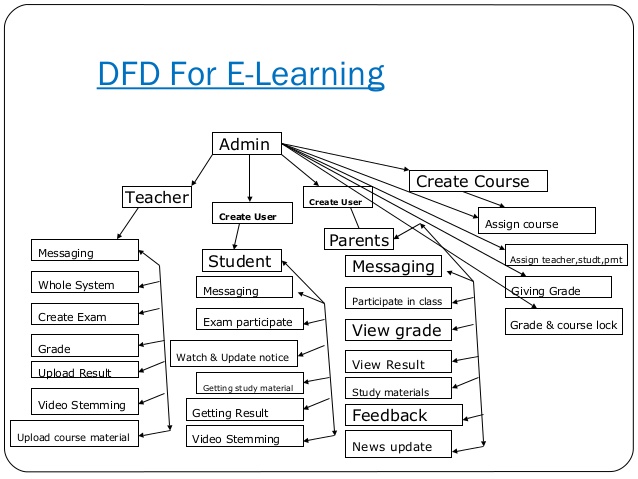 DFD For E-Learning
Admin
Create Course
Teacher
Create User
Create User
Assign course
Parents
Messaging
Student
Assign teacher,studt,pmt
Messaging
Whole System
Messaging
Giving Grade
Participate in class
Create Exam
Exam participate
View grade
Grade & course lock
Grade
Watch & Update notice
View Result
Upload Result
Getting study material
Study materials
Video Stemming
Getting Result
Feedback
Upload course material
Video Stemming
News update